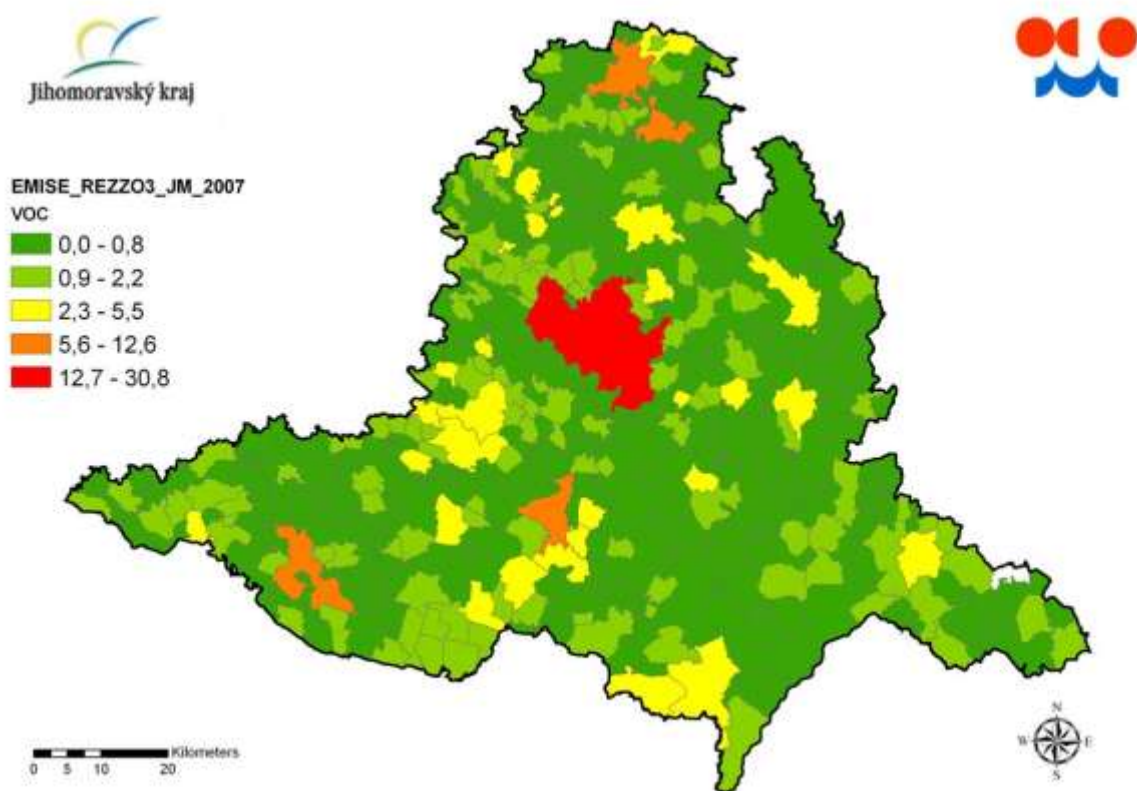 Jihomoravský kraj
EMISE_REZZO3_JM_2007
VOC
0,0 - 0,8
0,9 - 2,2
2,3 - 5,5
5,6 - 12,6
12,7 - 30,8
Kilometers
0 5 10 20
N
W E
S